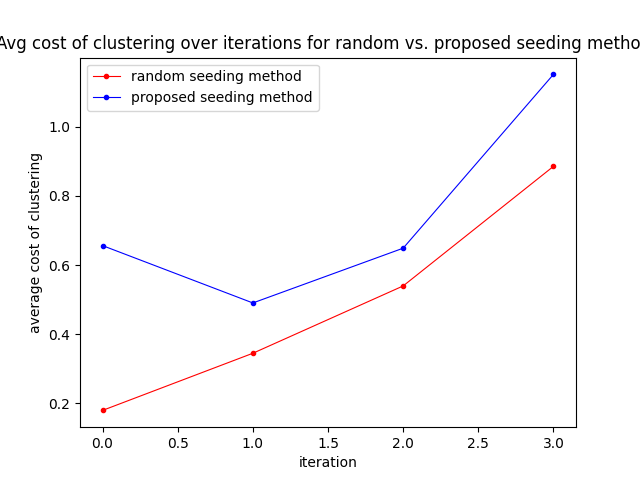 Avg cost of clustering over iterations for random vs. proposed seeding metho
random seeding method
proposed seeding method
average cost of clustering
1.0
0.8
0.6
0.4
0.2
0.0 0.5 1.0 1.5 2.0 2.5 3.0
iteration